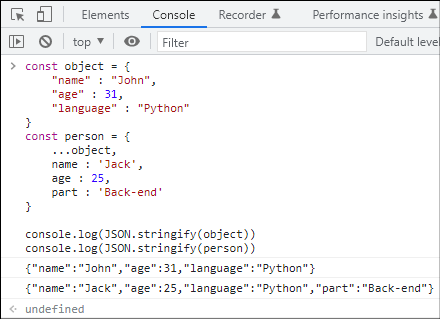 Elements Console Recorder Performance insights
top Filter Default level
const object = {
"name" : "John",
"age" : 31,
"language" : "Python"
}
const person = {
...object,
name : 'Jack',
age : 25,
part : 'Back-end'
}
console.log(JSON.stringify(object))
console.log(JSON.stringify(person))
{"name":"John","age":31,"language":"Python"}
{"name":"Jack","age":25,"language":"Python","part":"Back-end"}
undefined